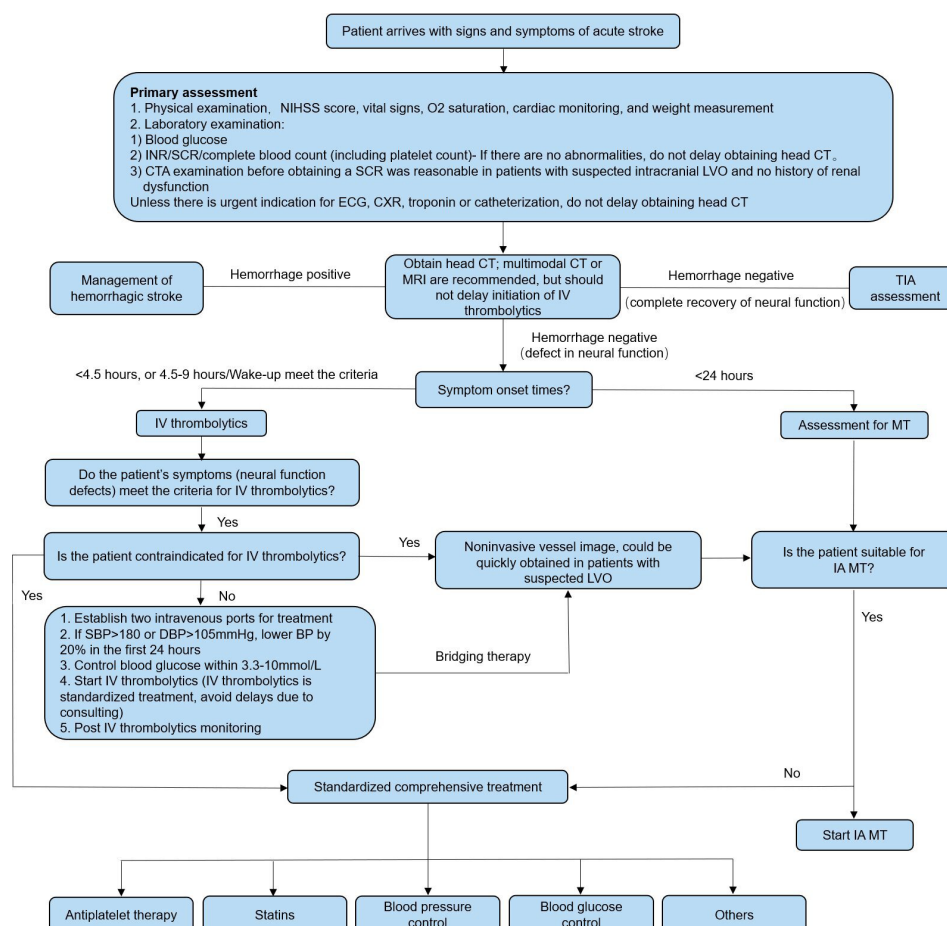 Patient arrives with signs and symptoms of acute stroke
Primary assessment
1. Physical examination, NIHSS score, vital signs, O2 saturation, cardiac monitoring, and weight measurement
2. Laboratory examination:
1) Blood glucose
2) INR/SCR/complete blood count (including platelet count)- If there are no abnormalities, do not delay obtaining head CT。
3) CTA examination before obtaining a SCR was reasonable in patients with suspected intracranial LVO and no history of renal
dysfunction
Unless there is urgent indication for ECG, CXR, troponin or catheterization, do not delay obtaining head CT
Management of
hemorrhagic stroke
Hemorrhage positive
Obtain head CT; multimodal CT or
MRI are recommended, but should
not delay initiation of IV
thrombolytics
Hemorrhage negative
(complete recovery of neural function)
TIA
assessment
Hemorrhage negative
(defect in neural function)
<4.5 hours, or 4.5-9 hours/Wake-up meet the criteria
Symptom onset times?
<24 hours
IV thrombolytics
Assessment for MT
Do the patient's symptoms (neural function
defects) meet the criteria for IV thrombolytics?
Yes
Is the patient contraindicated for IV thrombolytics?
Yes
Noninvasive vessel image, could be
quickly obtained in patients with
suspected LVO
Is the patient suitable for
IA MT?
Yes
No
Yes
1. Establish two intravenous ports for treatment
2. If SBP>180 or DBP>105mmHg, lower BP by
20% in the first 24 hours
3. Control blood glucose within 3.3-10mmol/L
4. Start IV thrombolytics (IV thrombolytics is
standardized treatment, avoid delays due to
consulting)
5. Post IV thrombolytics monitoring
Bridging therapy
No
Standardized comprehensive treatment
Start IA MT
Antiplatelet therapy
Statins
Blood pressure
control
Blood glucose
control
Others